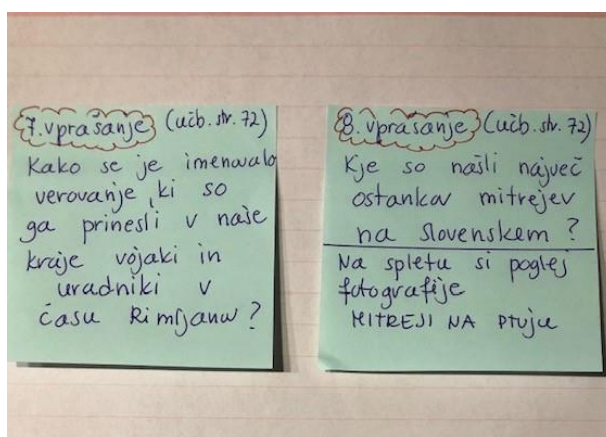 7. vprašanje (učb. str. 72)
Kako se je imenovalo
verovanje, ki so
ga prinesli v naše
kraje vojaki in
uradniki v
času Rimljanov?
8. vprašanje (učb. str. 72)
Kje so našli največ
ostankov mitrejev
na Slovenskem?
Na spletu si poglej
fotografije
MITREJI NA PTUJU